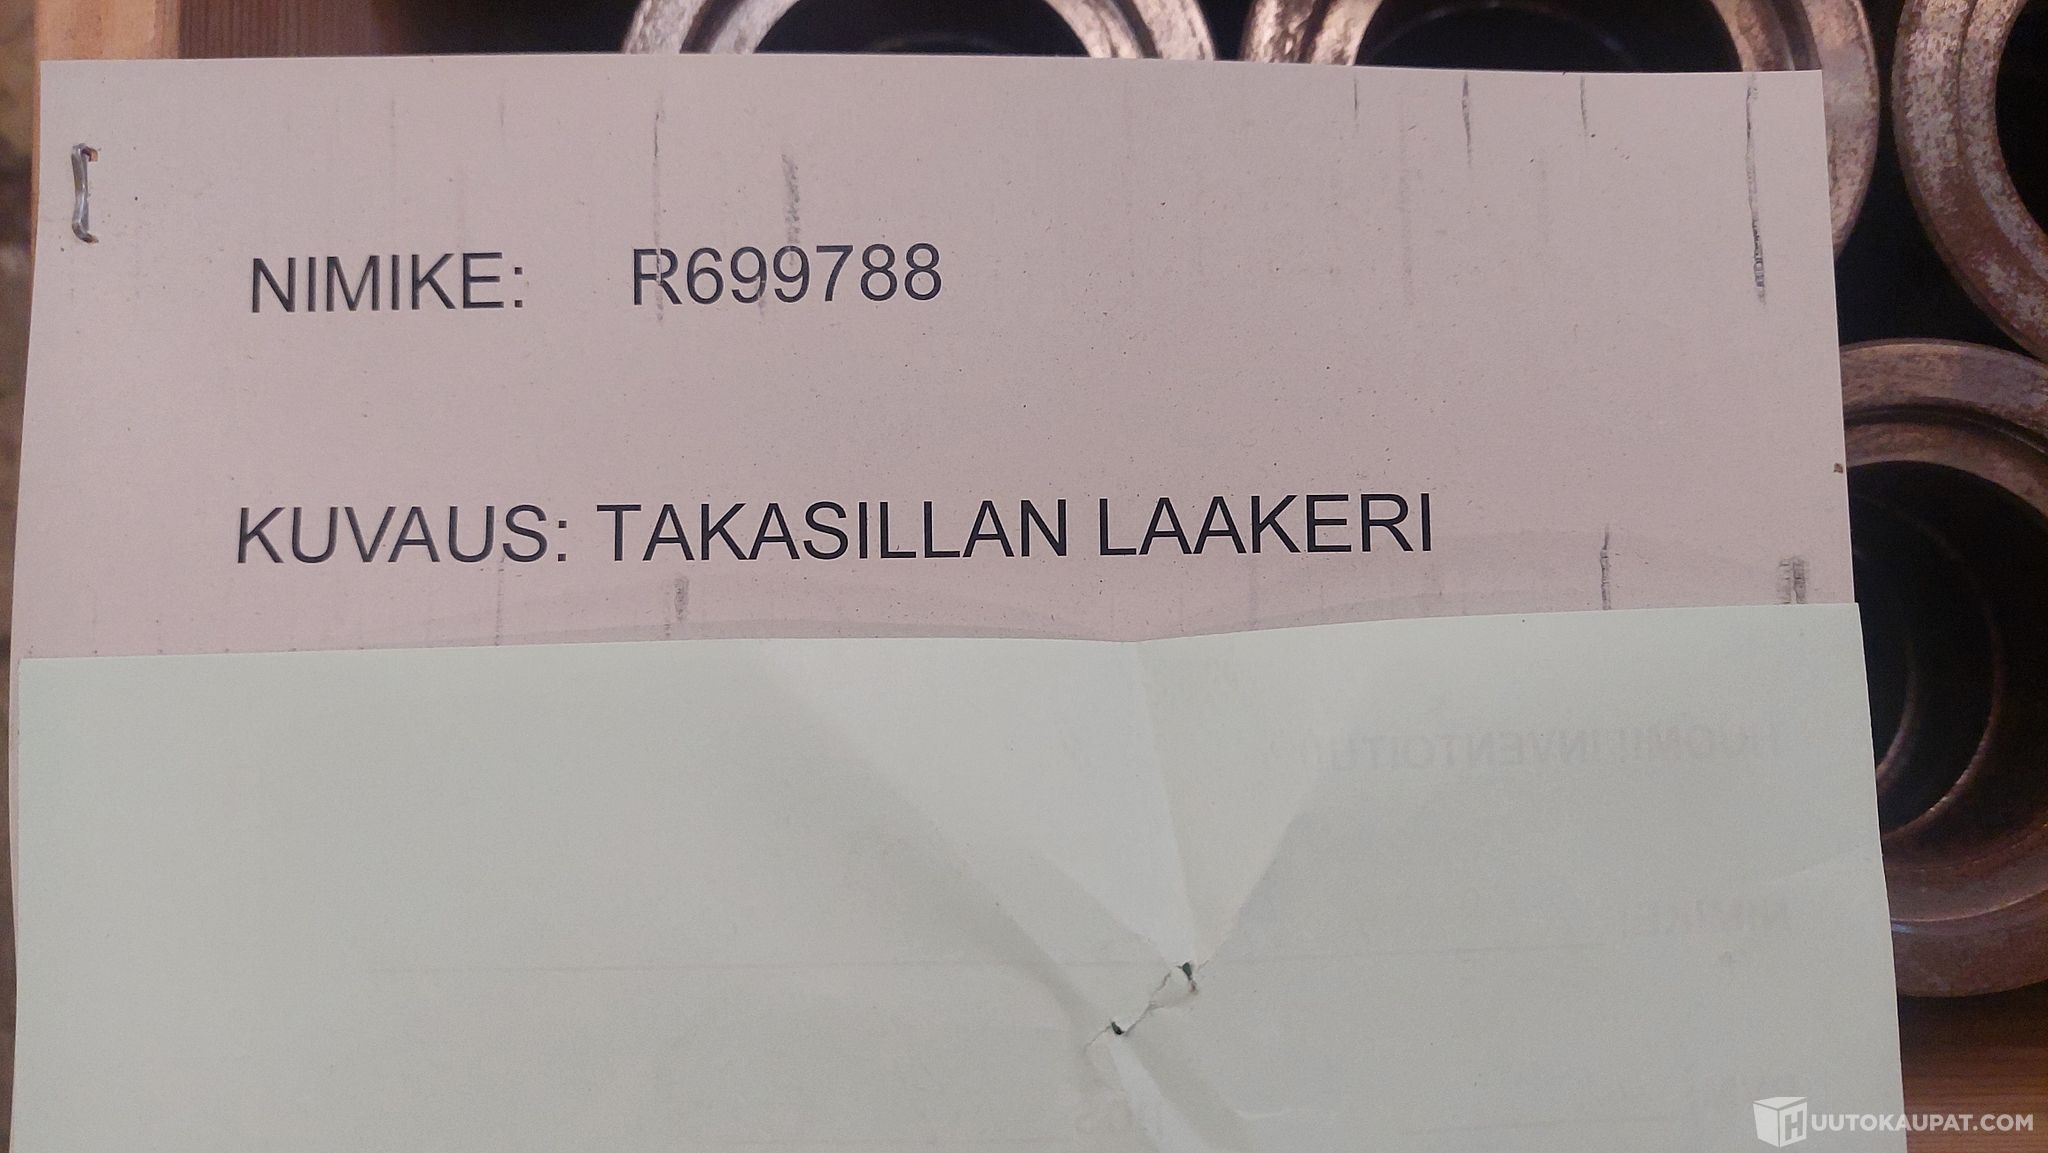 NIMIKE: R699788
KUVAUS: TAKASILLAN LAAKERI
HUUTOKAUPAT.COM